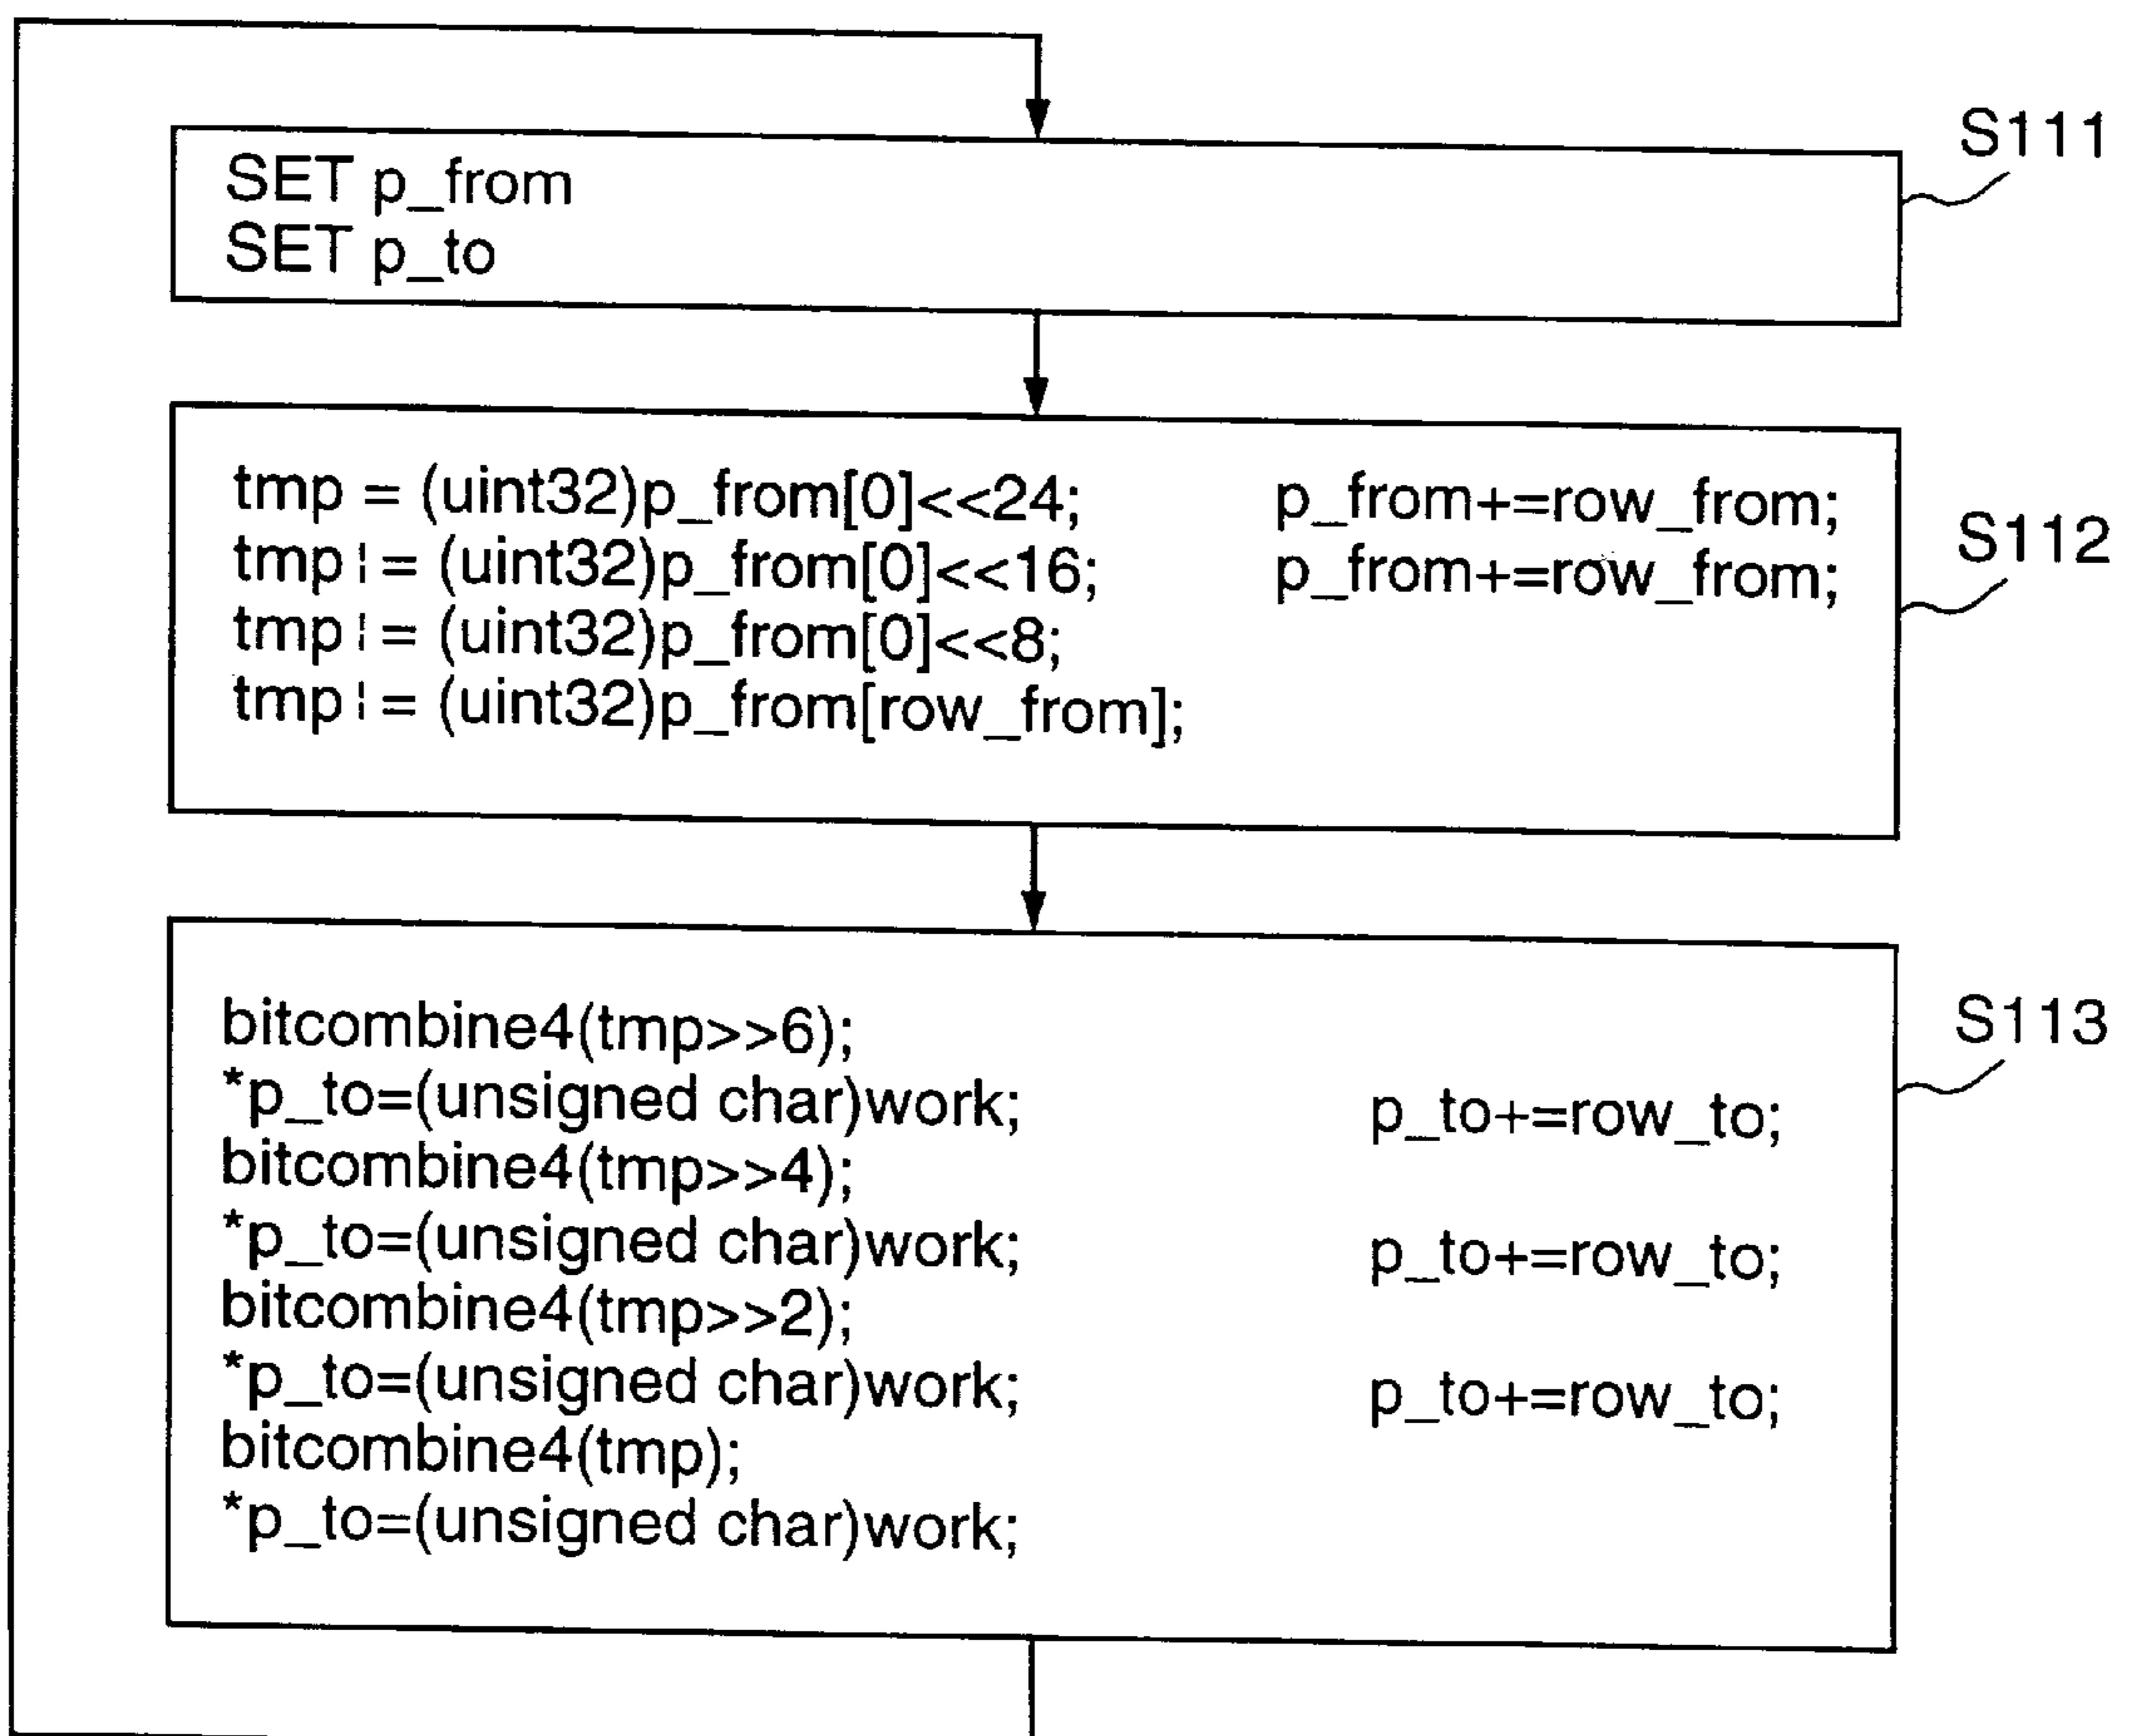 S111
SET p_from
SET p_to
S112
tmp = (uint32)p_from[0]<<24; p_from+=row_from;
tmp ¦= (uint32)p_from[0]<<16; p_from+=row_from;
tmp ¦= (uint32)p_from[0]<<8;
tmp ¦= (uint32)p_from[row_from];
S113
bitcombine4(tmp>>6);
*p_to=(unsigned char)work; p_to+=row_to;
bitcombine4(tmp>>4);
*p_to=(unsigned char)work; p_to+=row_to;
bitcombine4(tmp>>2);
*p_to=(unsigned char)work; p_to+=row_to;
bitcombine4(tmp);
*p_to=(unsigned char)work;